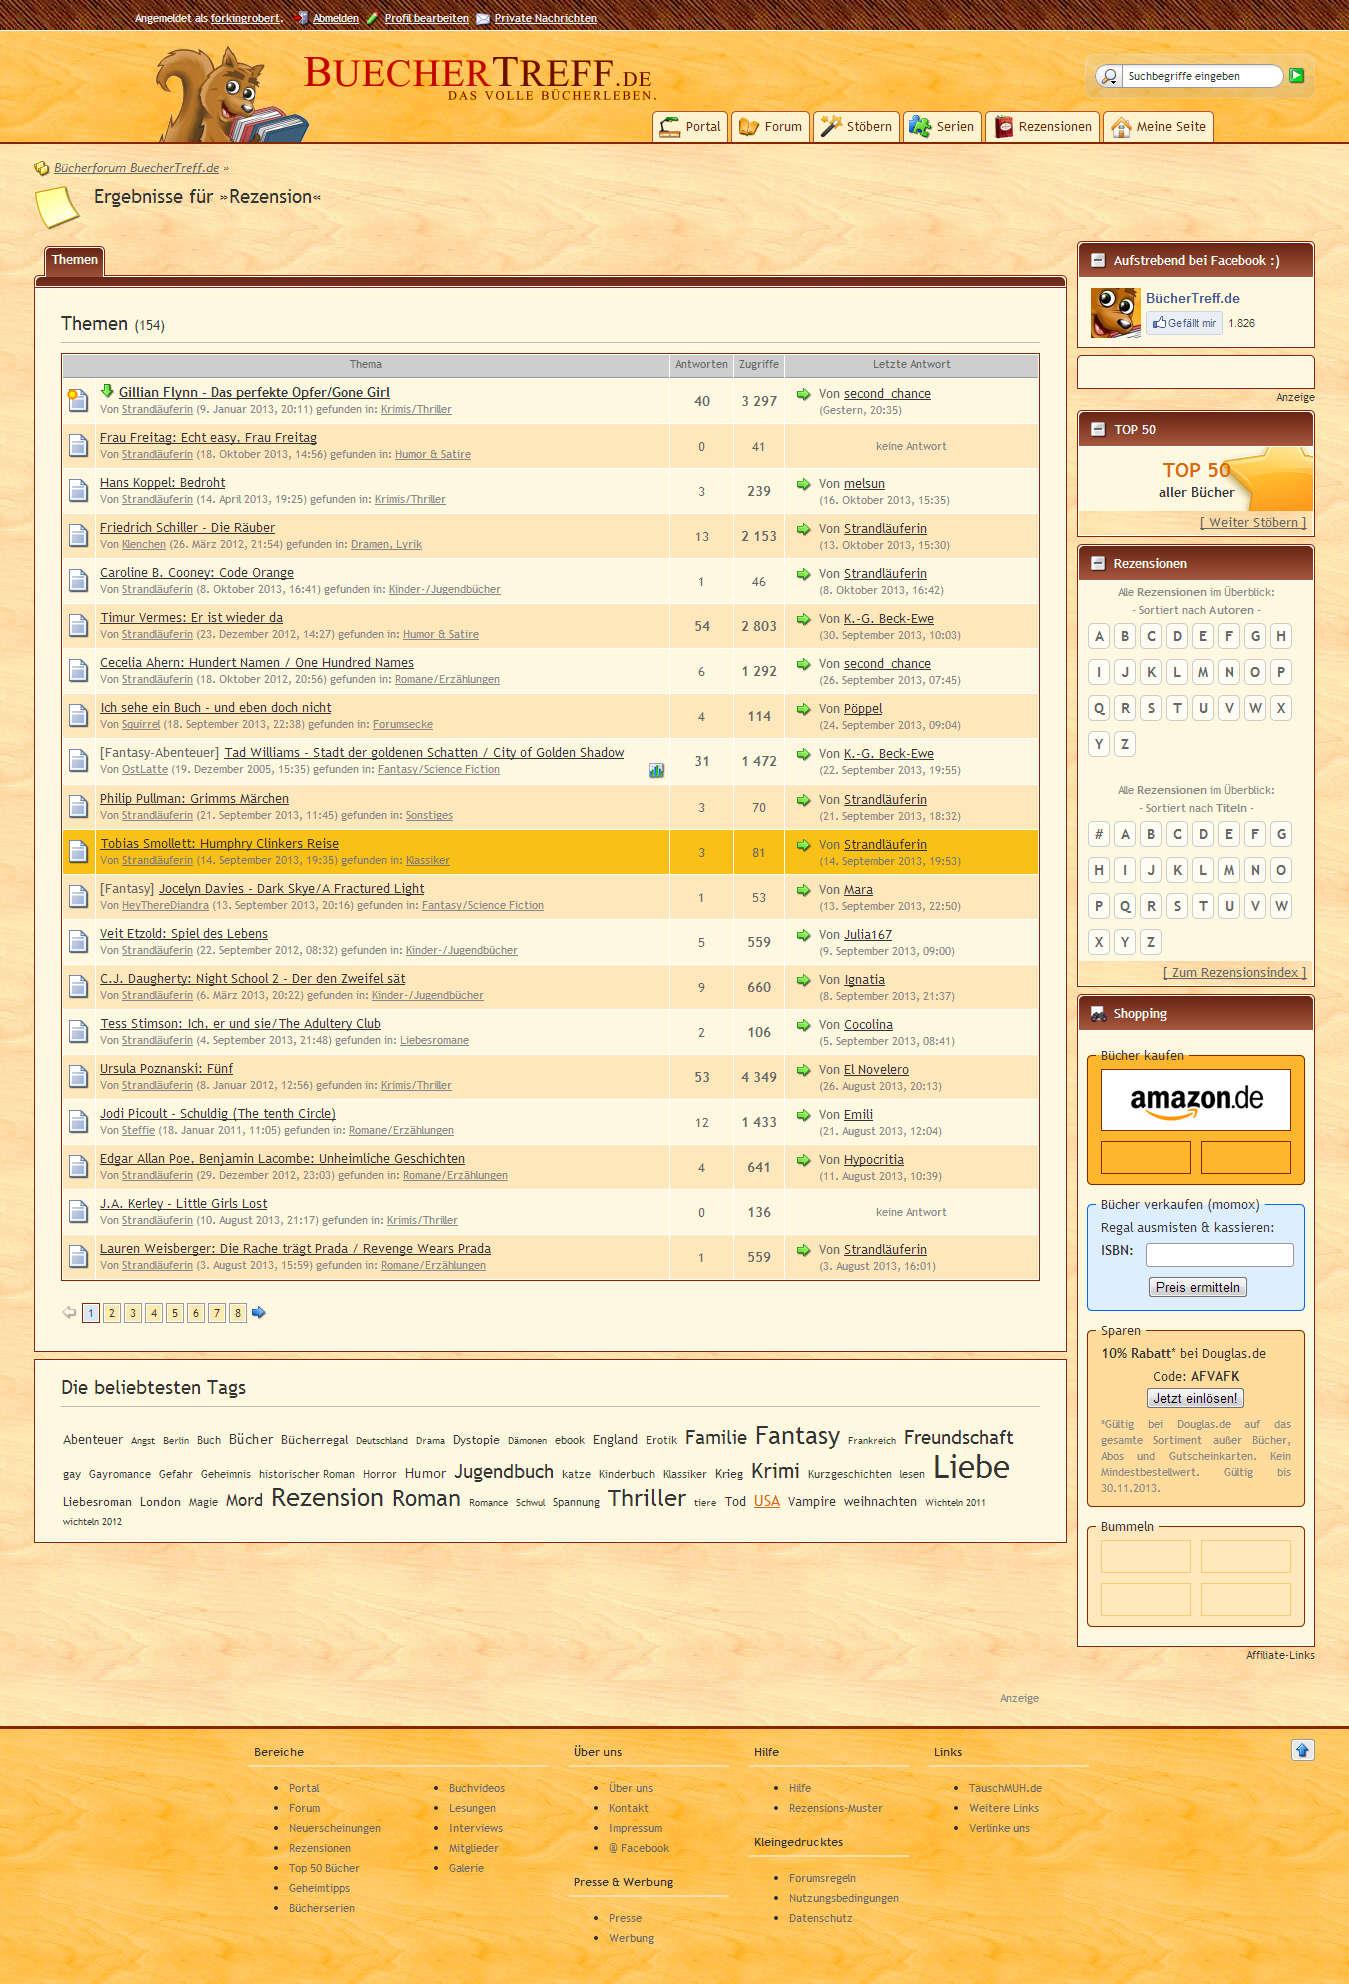 Angemeldet als forkingrobert. Abmelden Profil bearbeiten Private Nachrichten
BUECHERTREFF.DE
DAS VOLLE BÜCHERLEBEN.
Suchbegriffe eingeben
Portal Forum Stöbern Serien Rezensionen Meine Seite
Bücherforum BuecherTreff.de »
Ergebnisse für »Rezension«
Themen
Themen (154)
Thema Antworten Zugriffe Letzte Antwort
Gillian Flynn - Das perfekte Opfer/Gone Girl
Von Strandläuferin (9. Januar 2013, 20:11) gefunden in: Krimis/Thriller
40 3 297
Von second_chance
(Gestern, 20:35)
Frau Freitag: Echt easy, Frau Freitag
Von Strandläuferin (18. Oktober 2013, 14:56) gefunden in: Humor & Satire
0 41 keine Antwort
Hans Koppel: Bedroht
Von Strandläuferin (14. April 2013, 19:25) gefunden in: Krimis/Thriller
3 239
Von melsun
(16. Oktober 2013, 15:35)
Friedrich Schiller - Die Räuber
Von Klenchen (26. März 2012, 21:54) gefunden in: Dramen, Lyrik
13 2 153
Von Strandläuferin
(13. Oktober 2013, 15:30)
Caroline B. Cooney: Code Orange
Von Strandläuferin (8. Oktober 2013, 16:41) gefunden in: Kinder-/Jugendbücher
1 46
Von Strandläuferin
(8. Oktober 2013, 16:42)
Timur Vermes: Er ist wieder da
Von Strandläuferin (23. Dezember 2012, 14:27) gefunden in: Humor & Satire
54 2 803
Von K.-G. Beck-Ewe
(30. September 2013, 10:03)
Cecelia Ahern: Hundert Namen / One Hundred Names
Von Strandläuferin (18. Oktober 2012, 20:56) gefunden in: Romane/Erzählungen
6 1 292
Von second_chance
(26. September 2013, 07:45)
Ich sehe ein Buch - und eben doch nicht
Von Squirrel (18. September 2013, 22:38) gefunden in: Forumsecke
4 114
Von Pöppel
(24. September 2013, 09:04)
[Fantasy-Abenteuer] Tad Williams - Stadt der goldenen Schatten / City of Golden Shadow
Von OstLatte (19. Dezember 2005, 15:35) gefunden in: Fantasy/Science Fiction
31 1 472
Von K.-G. Beck-Ewe
(22. September 2013, 19:55)
Philip Pullman: Grimms Märchen
Von Strandläuferin (21. September 2013, 11:45) gefunden in: Sonstiges
3 70
Von Strandläuferin
(21. September 2013, 18:32)
Tobias Smollett: Humphry Clinkers Reise
Von Strandläuferin (14. September 2013, 19:35) gefunden in: Klassiker
3 81
Von Strandläuferin
(14. September 2013, 19:53)
[Fantasy] Jocelyn Davies - Dark Skye/A Fractured Light
Von HeyThereDiandra (13. September 2013, 20:16) gefunden in: Fantasy/Science Fiction
1 53
Von Mara
(13. September 2013, 22:50)
Veit Etzold: Spiel des Lebens
Von Strandläuferin (22. September 2012, 08:32) gefunden in: Kinder-/Jugendbücher
5 559
Von Julia167
(9. September 2013, 09:00)
C.J. Daugherty: Night School 2 - Der den Zweifel sät
Von Strandläuferin (6. März 2013, 20:22) gefunden in: Kinder-/Jugendbücher
9 660
Von Ignatia
(8. September 2013, 21:37)
Tess Stimson: Ich, er und sie/The Adultery Club
Von Strandläuferin (4. September 2013, 21:48) gefunden in: Liebesromane
2 106
Von Cocolina
(5. September 2013, 08:41)
Ursula Poznanski: Fünf
Von Strandläuferin (8. Januar 2012, 12:56) gefunden in: Krimis/Thriller
53 4 349
Von El Novelero
(26. August 2013, 20:13)
Jodi Picoult - Schuldig (The tenth Circle)
Von Steffie (18. Januar 2011, 11:05) gefunden in: Romane/Erzählungen
12 1 433
Von Emili
(21. August 2013, 12:04)
Edgar Allan Poe, Benjamin Lacombe: Unheimliche Geschichten
Von Strandläuferin (29. Dezember 2012, 23:03) gefunden in: Romane/Erzählungen
4 641
Von Hypocritia
(11. August 2013, 10:39)
J.A. Kerley - Little Girls Lost
Von Strandläuferin (10. August 2013, 21:17) gefunden in: Krimis/Thriller
0 136 keine Antwort
Lauren Weisberger: Die Rache trägt Prada / Revenge Wears Prada
Von Strandläuferin (3. August 2013, 15:59) gefunden in: Romane/Erzählungen
1 559
Von Strandläuferin
(3. August 2013, 16:01)
1 2 3 4 5 6 7 8
Die beliebtesten Tags
Abenteuer Angst Berlin Buch Bücher Bücherregal Deutschland Drama Dystopie Dämonen ebook England Erotik Familie Fantasy Frankreich Freundschaft
gay Gayromance Gefahr Geheimnis historischer Roman Horror Humor Jugendbuch katze Kinderbuch Klassiker Krieg Krimi Kurzgeschichten lesen Liebe
Liebesroman London Magie Mord Rezension Roman Romance Schwul Spannung Thriller tiere Tod USA Vampire weihnachten Wichteln 2011
wichteln 2012
Aufstrebend bei Facebook :)
BücherTreff.de
Gefällt mir 1.826
Anzeige
TOP 50
TOP 50
aller Bücher
[ Weiter Stöbern ]
Rezensionen
Alle Rezensionen im Überblick:
- Sortiert nach Autoren -
A B C D E F G H
I J K L M N O P
Q R S T U V W X
Y Z
Alle Rezensionen im Überblick:
- Sortiert nach Titeln -
# A B C D E F G
H I J K L M N O
P Q R S T U V W
X Y Z
[ Zum Rezensionsindex ]
Shopping
Bücher kaufen
amazon.de
Bücher verkaufen (momox)
Regal ausmisten & kassieren:
ISBN:
Preis ermitteln
Sparen
10% Rabatt* bei Douglas.de
Code: AFVAFK
Jetzt einlösen!
*Gültig bei Douglas.de auf das
gesamte Sortiment außer Bücher,
Abos und Gutscheinkarten. Kein
Mindestbestellwert. Gültig bis
30.11.2013.
Bummeln
Affiliate-Links
Anzeige
Bereiche
Portal
Forum
Neuerscheinungen
Rezensionen
Top 50 Bücher
Geheimtipps
Bücherserien
Buchvideos
Lesungen
Interviews
Mitglieder
Galerie
Über uns
Über uns
Kontakt
Impressum
@ Facebook
Presse & Werbung
Presse
Werbung
Hilfe
Hilfe
Rezensions-Muster
Kleingedrucktes
Forumsregeln
Nutzungsbedingungen
Datenschutz
Links
TauschMUH.de
Weitere Links
Verlinke uns